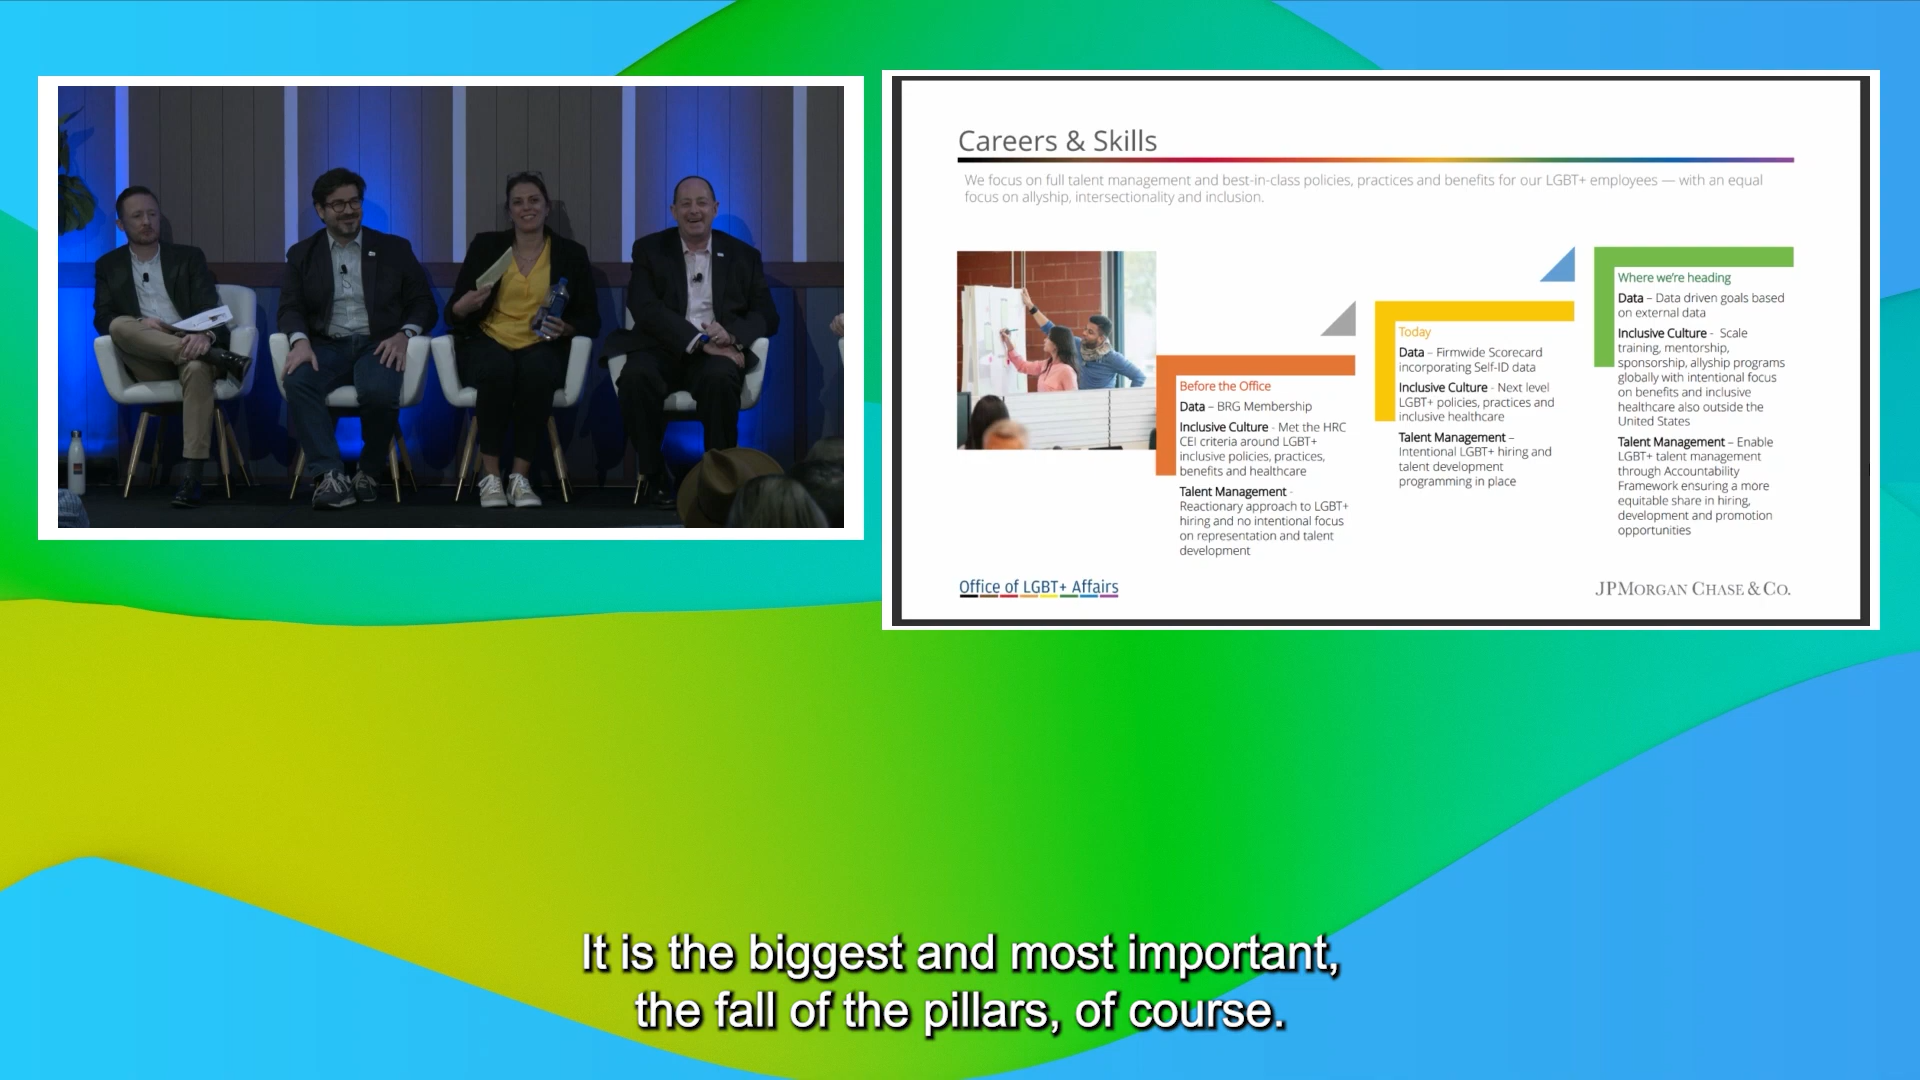 Careers & Skills
We focus on full talent management and best-in-class policies, practices and benefits for our LGBT+ employees — with an equal
focus on allyship, intersectionality and inclusion.
Before the Office
Data – BRG Membership
Inclusive Culture - Met the HRC
CEI criteria around LGBT+
inclusive policies, practices,
benefits and healthcare
Talent Management -
Reactionary approach to LGBT+
hiring and no intentional focus
on representation and talent
development
Today
Data – Firmwide Scorecard
incorporating Self-ID data
Inclusive Culture - Next level
LGBT+ policies, practices and
inclusive healthcare
Talent Management –
Intentional LGBT+ hiring and
talent development
programming in place
Where we're heading
Data – Data driven goals based
on external data
Inclusive Culture - Scale
training, mentorship,
sponsorship, allyship programs
globally with intentional focus
on benefits and inclusive
healthcare also outside the
United States
Talent Management – Enable
LGBT+ talent management
through Accountability
Framework ensuring a more
equitable share in hiring,
development and promotion
opportunities
Office of LGBT+ Affairs
JPMORGAN CHASE & CO.
It is the biggest and most important,
the fall of the pillars, of course.